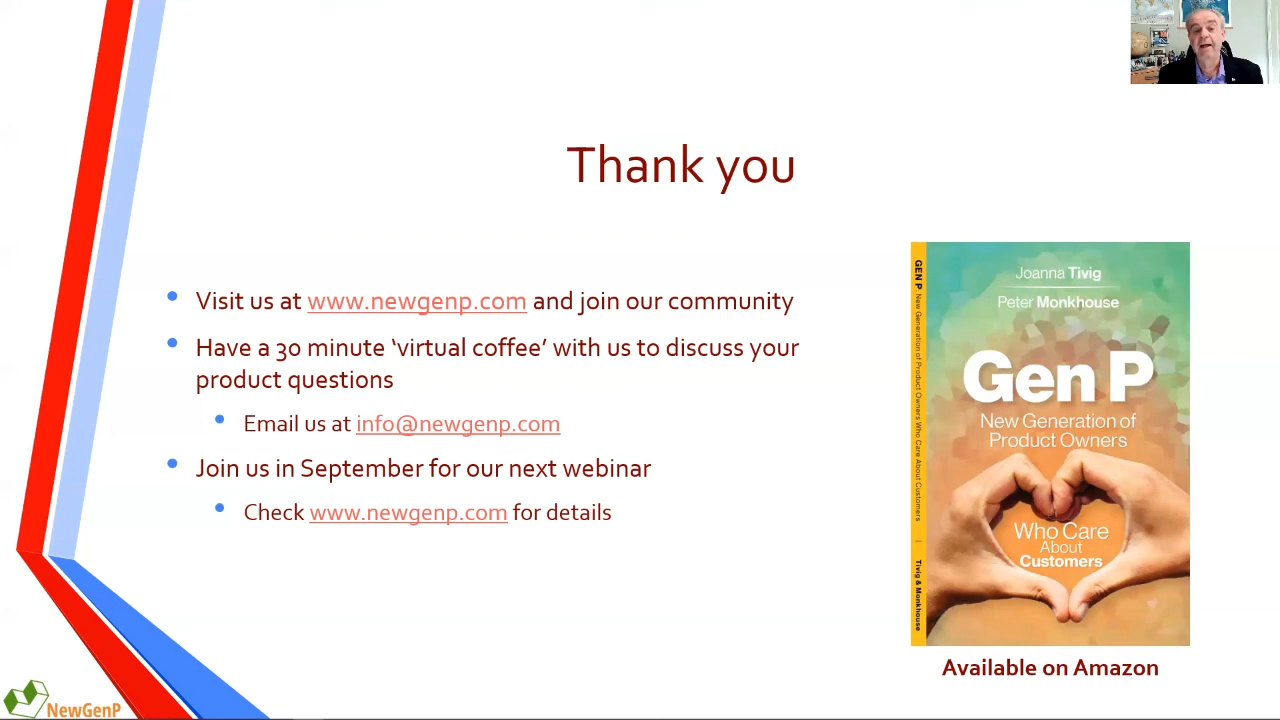 Thank you
Visit us at www.newgenp.com and join our community
Have a 30 minute ‘virtual coffee’ with us to discuss your
product questions
Email us at info@newgenp.com
Join us in September for our next webinar
Check www.newgenp.com for details
GEN P New Generation of Product Owners Who Care About Customers | Tivig & Monkhouse
Joanna Tivig
Peter Monkhouse
Gen P
New Generation of
Product Owners
Who Care
About
Customers
Available on Amazon
NewGenP